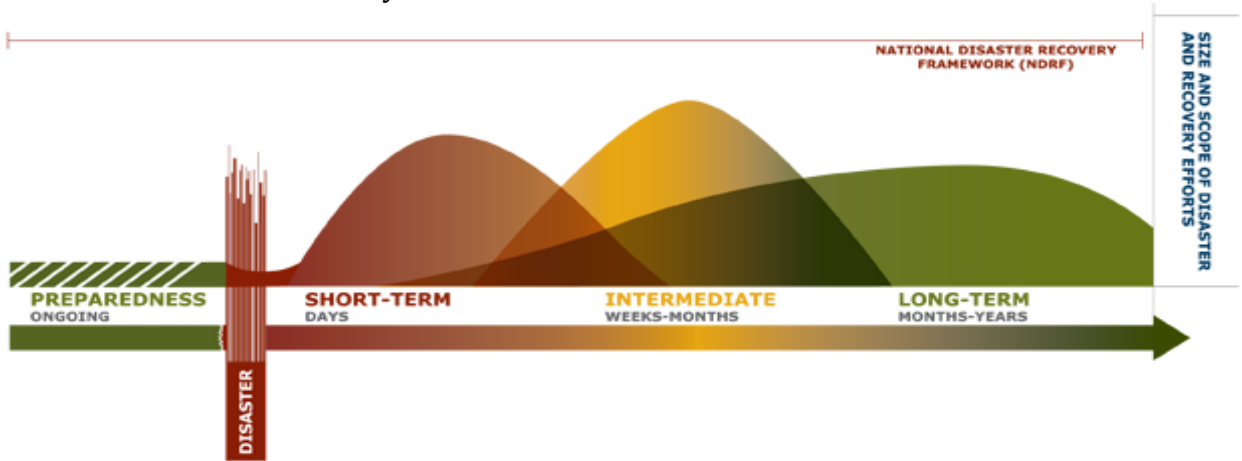 NATIONAL DISASTER RECOVERY
FRAMEWORK (NDRF)
SIZE AND SCOPE OF DISASTER
AND RECOVERY EFFORTS
PREPAREDNESS
ONGOING
SHORT-TERM
DAYS
INTERMEDIATE
WEEKS-MONTHS
LONG-TERM
MONTHS-YEARS
DISASTER